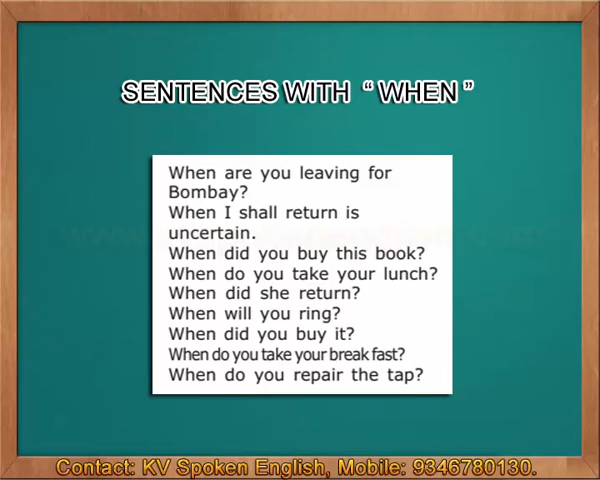 SENTENCES WITH “ WHEN ”
When are you leaving for
Bombay?
When I shall return is
uncertain.
When did you buy this book?
When do you take your lunch?
When did she return?
When will you ring?
When did you buy it?
When do you take your break fast?
When do you repair the tap?
Contact: KV Spoken English, Mobile: 9346780130.